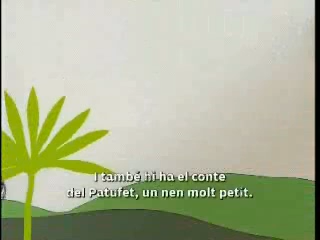 I també hi ha el conte
del Patufet, un nen molt petit.